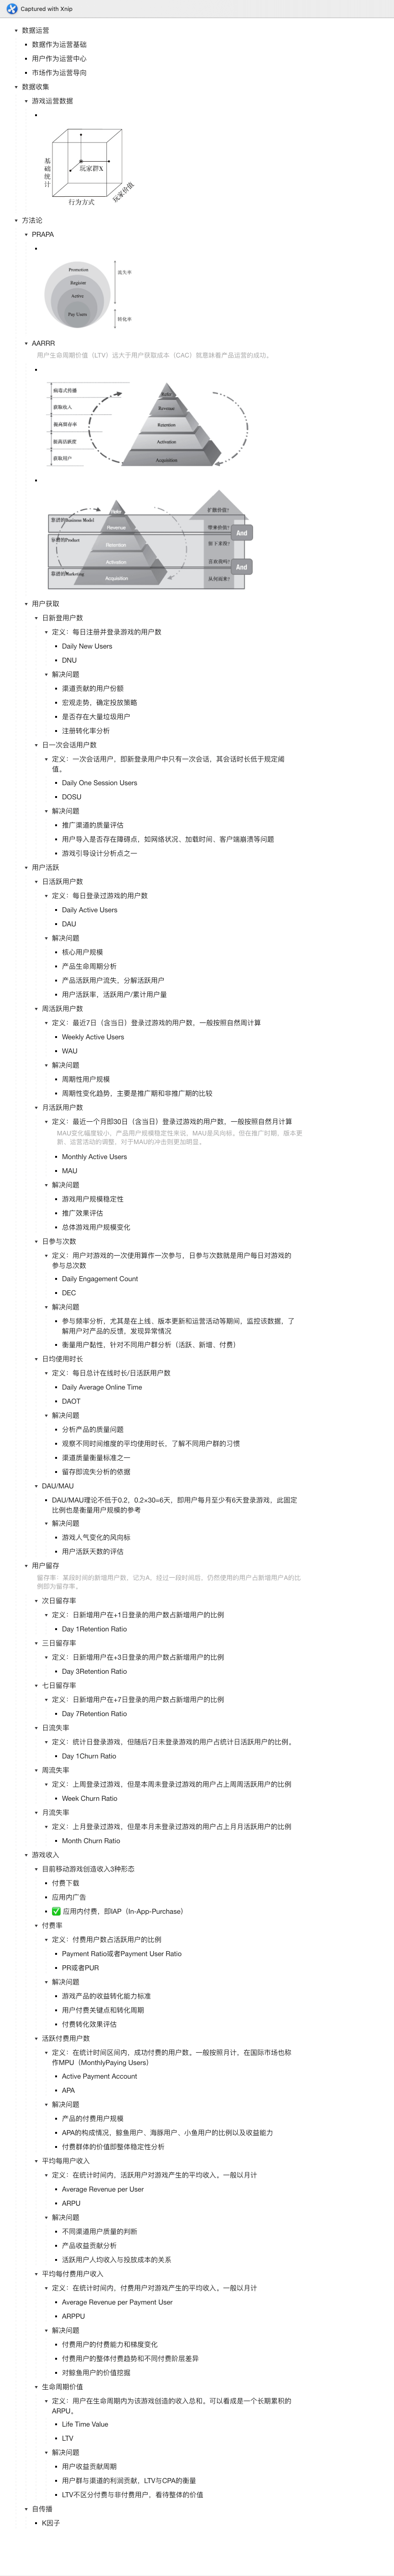 Captured with Xnip
数据运营
数据作为运营基础
用户作为运营中心
市场作为运营导向
数据收集
游戏运营数据
基础统计
玩家群X
玩家价值
行为方式
方法论
PRAPA
Promotion
Register
Active
Pay Users
流失率
转化率
AARRR
用户生命周期价值（LTV）远大于用户获取成本（CAC）就意味着产品运营的成功。
病毒式传播
获取收入
提高留存率
提高活跃度
获取用户
Refer
Revenue
Retention
Activation
Acquisition
靠谱的Business Model
靠谱的Product
靠谱的Marketing
Refer
Revenue
Retention
Activation
Acquisition
扩散价值?
带来价值?
留下来玩?
喜欢玩吗?
从何而来?
And
And
用户获取
日新登用户数
定义：每日注册并登录游戏的用户数
Daily New Users
DNU
解决问题
渠道贡献的用户份额
宏观走势，确定投放策略
是否存在大量垃圾用户
注册转化率分析
日一次会话用户数
定义：一次会话用户，即新登录用户中只有一次会话，其会话时长低于规定阈
值。
Daily One Session Users
DOSU
解决问题
推广渠道的质量评估
用户导入是否存在障碍点，如网络状况、加载时间、客户端崩溃等问题
游戏引导设计分析点之一
用户活跃
日活跃用户数
定义：每日登录过游戏的用户数
Daily Active Users
DAU
解决问题
核心用户规模
产品生命周期分析
产品活跃用户流失，分解活跃用户
用户活跃率，活跃用户/累计用户量
周活跃用户数
定义：最近7日（含当日）登录过游戏的用户数，一般按照自然周计算
Weekly Active Users
WAU
解决问题
周期性用户规模
周期性变化趋势，主要是推广期和非推广期的比较
月活跃用户数
定义：最近一个月即30日（含当日）登录过游戏的用户数，一般按照自然月计算
MAU变化幅度较小，产品用户规模稳定性来说，MAU是风向标。但在推广时期，版本更
新、运营活动的调整，对于MAU的冲击则更加明显。
Monthly Active Users
MAU
解决问题
游戏用户规模稳定性
推广效果评估
总体游戏用户规模变化
日参与次数
定义：用户对游戏的一次使用算作一次参与，日参与次数就是用户每日对游戏的
参与总次数
Daily Engagement Count
DEC
解决问题
参与频率分析，尤其是在上线、版本更新和运营活动等期间，监控该数据，了
解用户对产品的反馈，发现异常情况
衡量用户黏性，针对不同用户群分析（活跃、新增、付费）
日均使用时长
定义：每日总计在线时长/日活跃用户数
Daily Average Online Time
DAOT
解决问题
分析产品的质量问题
观察不同时间维度的平均使用时长，了解不同用户群的习惯
渠道质量衡量标准之一
留存即流失分析的依据
DAU/MAU
DAU/MAU理论不低于0.2，0.2×30=6天，即用户每月至少有6天登录游戏，此固定
比例也是衡量用户规模的参考
解决问题
游戏人气变化的风向标
用户活跃天数的评估
用户留存
留存率：某段时间的新增用户数，记为A，经过一段时间后，仍然使用的用户占新增用户A的比
例即为留存率。
次日留存率
定义：日新增用户在+1日登录的用户数占新增用户的比例
Day 1Retention Ratio
三日留存率
定义：日新增用户在+3日登录的用户数占新增用户的比例
Day 3Retention Ratio
七日留存率
定义：日新增用户在+7日登录的用户数占新增用户的比例
Day 7Retention Ratio
日流失率
定义：统计日登录游戏，但随后7日未登录游戏的用户占统计日活跃用户的比例。
Day 1Churn Ratio
周流失率
定义：上周登录过游戏，但是本周未登录过游戏的用户占上周周活跃用户的比例
Week Churn Ratio
月流失率
定义：上月登录过游戏，但是本月未登录过游戏的用户占上月月活跃用户的比例
Month Churn Ratio
游戏收入
目前移动游戏创造收入3种形态
付费下载
应用内广告
✅ 应用内付费，即IAP（In-App-Purchase）
付费率
定义：付费用户数占活跃用户的比例
Payment Ratio或者Payment User Ratio
PR或者PUR
解决问题
游戏产品的收益转化能力标准
用户付费关键点和转化周期
付费转化效果评估
活跃付费用户数
定义：在统计时间区间内，成功付费的用户数。一般按照月计，在国际市场也称
作MPU（MonthlyPaying Users）
Active Payment Account
APA
解决问题
产品的付费用户规模
APA的构成情况，鲸鱼用户、海豚用户、小鱼用户的比例以及收益能力
付费群体的价值即整体稳定性分析
平均每用户收入
定义：在统计时间内，活跃用户对游戏产生的平均收入。一般以月计
Average Revenue per User
ARPU
解决问题
不同渠道用户质量的判断
产品收益贡献分析
活跃用户人均收入与投放成本的关系
平均每付费用户收入
定义：在统计时间内，付费用户对游戏产生的平均收入。一般以月计
Average Revenue per Payment User
ARPPU
解决问题
付费用户的付费能力和梯度变化
付费用户的整体付费趋势和不同付费阶层差异
对鲸鱼用户的价值挖掘
生命周期价值
定义：用户在生命周期内为该游戏创造的收入总和。可以看成是一个长期累积的
ARPU。
Life Time Value
LTV
解决问题
用户收益贡献周期
用户群与渠道的利润贡献，LTV与CPA的衡量
LTV不区分付费与非付费用户，看待整体的价值
自传播
K因子